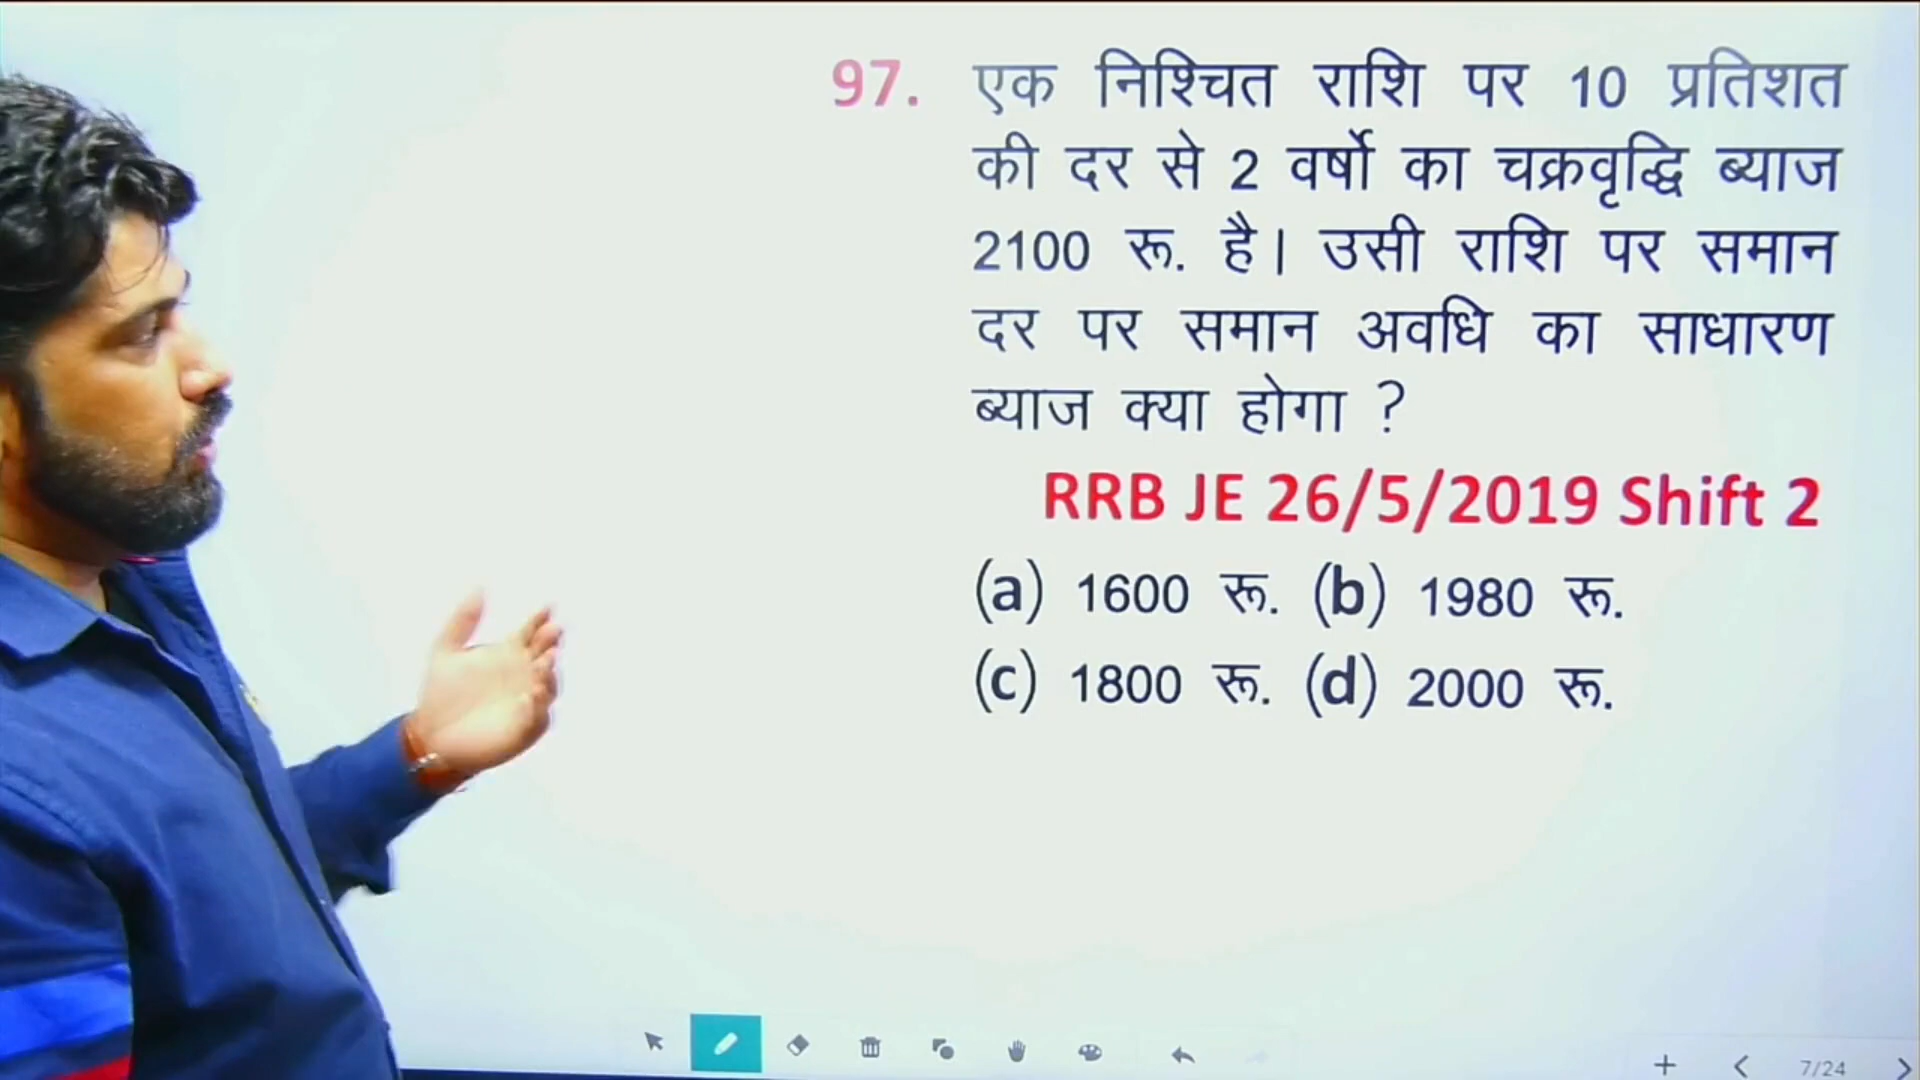 97. एक निश्चित राशि पर 10 प्रतिशत
की दर से 2 वर्षो का चक्रवृद्धि ब्याज
2100 रू. है। उसी राशि पर समान
दर पर समान अवधि का साधारण
ब्याज क्या होगा ?
RRB JE 26/5/2019 Shift 2
(a) 1600 रू. (b) 1980 रू.
(c) 1800 रू. (d) 2000 रू.
7/24